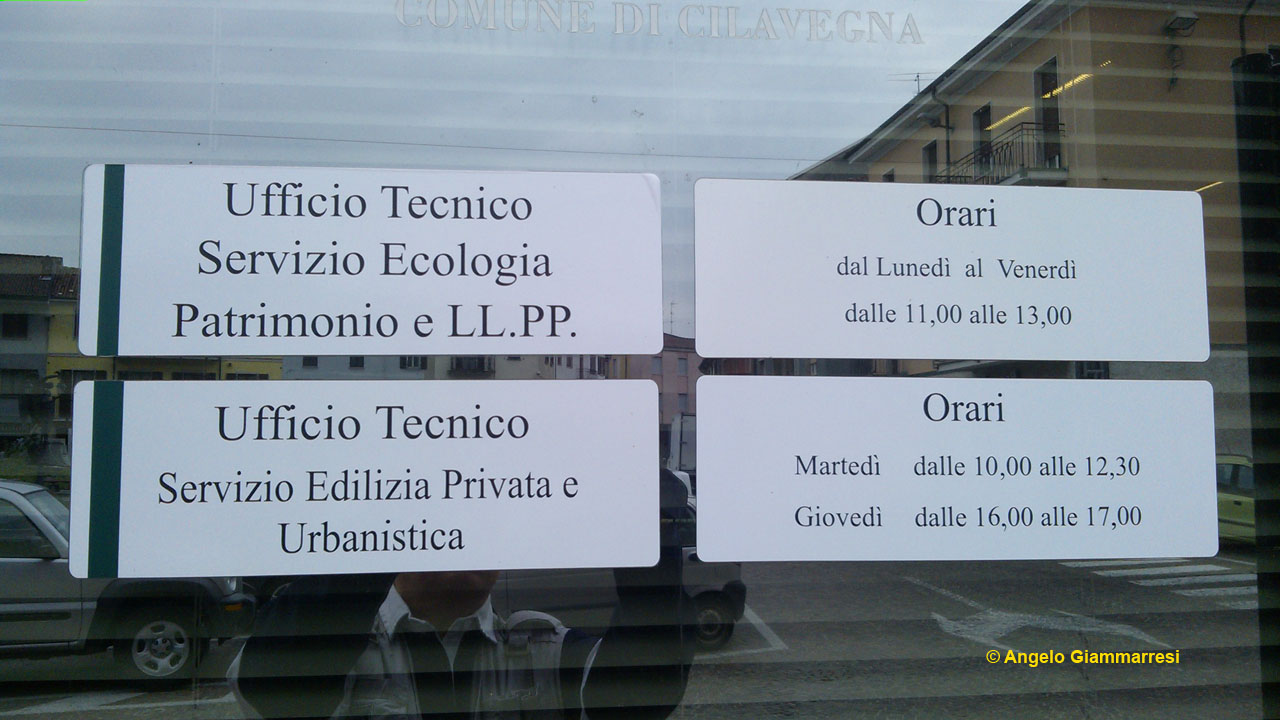 COMUNE DI CILAVEGNA
Ufficio Tecnico
Servizio Ecologia
Patrimonio e LL.PP.
Orari
dal Lunedì al Venerdì
dalle 11,00 alle 13,00
Ufficio Tecnico
Servizio Edilizia Privata e
Urbanistica
Orari
Martedì dalle 10,00 alle 12,30
Giovedì dalle 16,00 alle 17,00
© Angelo Giammarresi